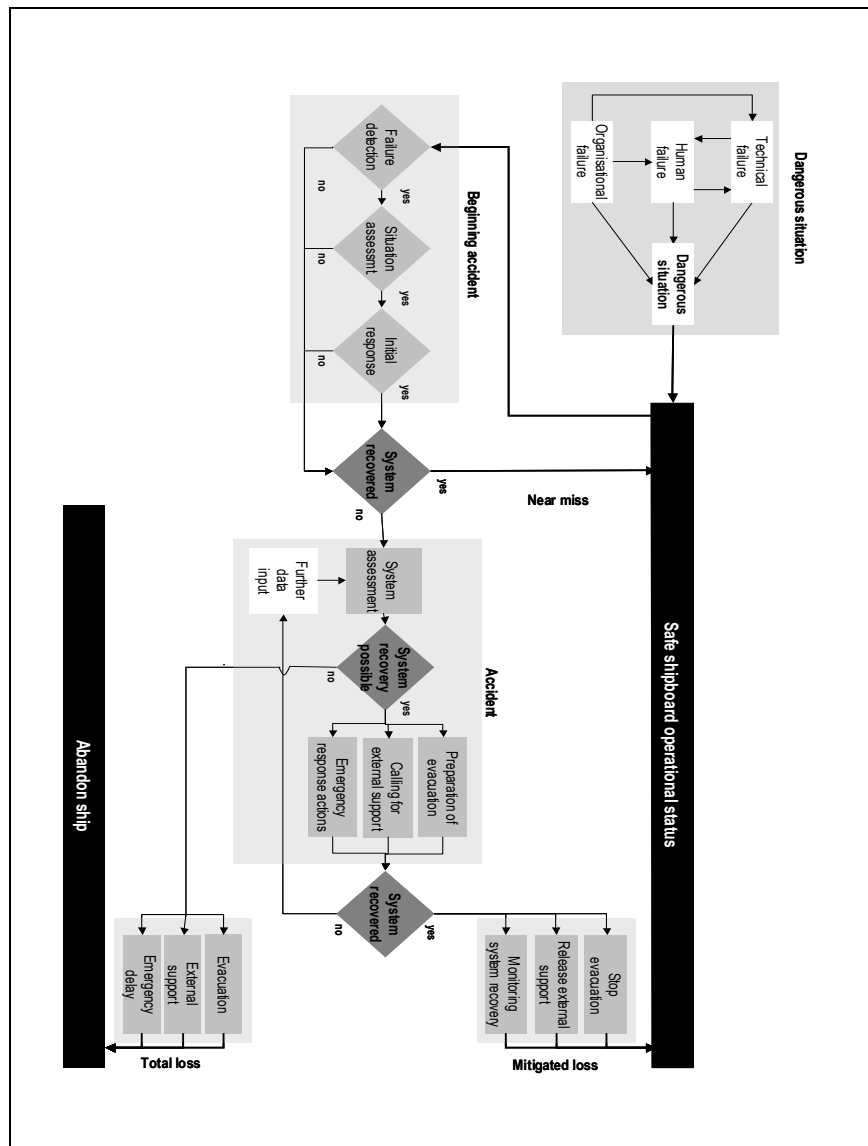 Dangerous situation
Technical
failure
Human
failure
Organisational
failure
Dangerous
situation
Safe shipboard operational status
Beginning accident
Failure
detection
yes
no
Situation
assessmt.
yes
no
Initial
response
yes
no
System
recovered
yes
no
Near miss
Accident
System
assessment
Further
data
input
System
recovery
possible
yes
no
Preparation of
evacuation
Calling for
external support
Emergency
response actions
System
recovered
yes
no
Stop
evacuation
Release external
support
Monitoring
system recovery
Mitigated loss
Evacuation
External
support
Emergency
delay
Total loss
Abandon ship